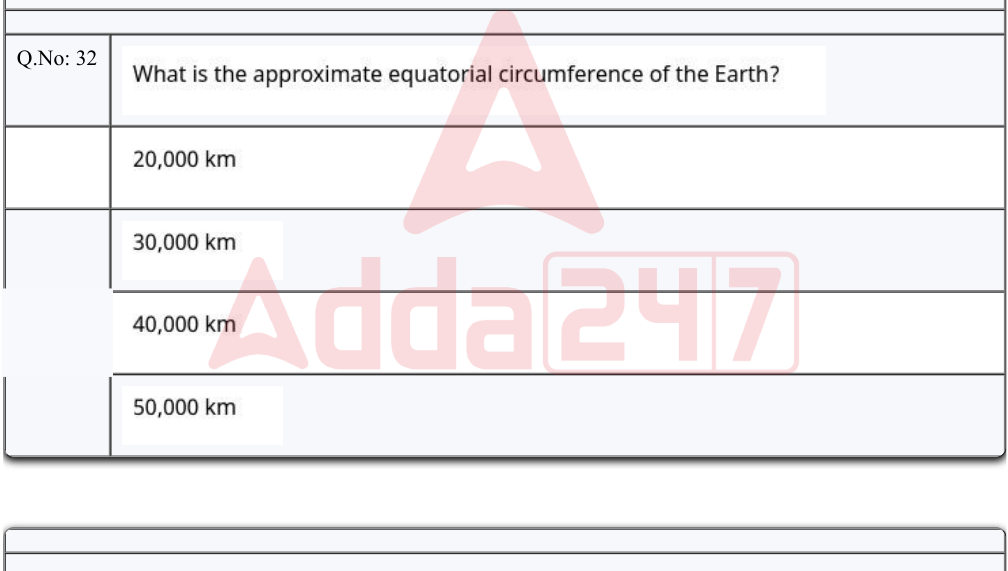 Q.No: 32
What is the approximate equatorial circumference of the Earth?
20,000 km
30,000 km
40,000 km
50,000 km
Adda247